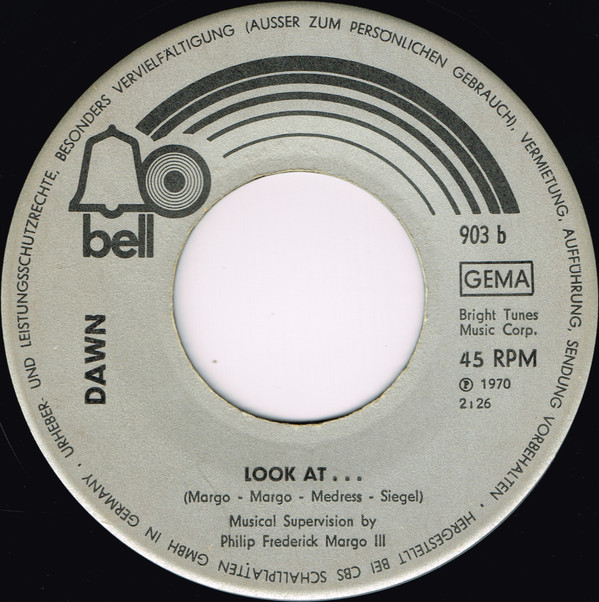 URHEBER- UND LEISTUNGSSCHUTZRECHTE, BESONDERS VERVIELFÄLTIGUNG (AUSSER ZUM PERSÖNLICHEN GEBRAUCH), VERMIETUNG, AUFFÜHRUNG, SENDUNG VORBEHALTEN · HERGESTELLT BEI CBS SCHALLPLATTEN GMBH IN GERMANY ·
bell
903 b
GEMA
Bright Tunes
Music Corp.
45 RPM
℗ 1970
2:26
DAWN
LOOK AT . . .
(Margo - Margo - Medress - Siegel)
Musical Supervision by
Philip Frederick Margo III